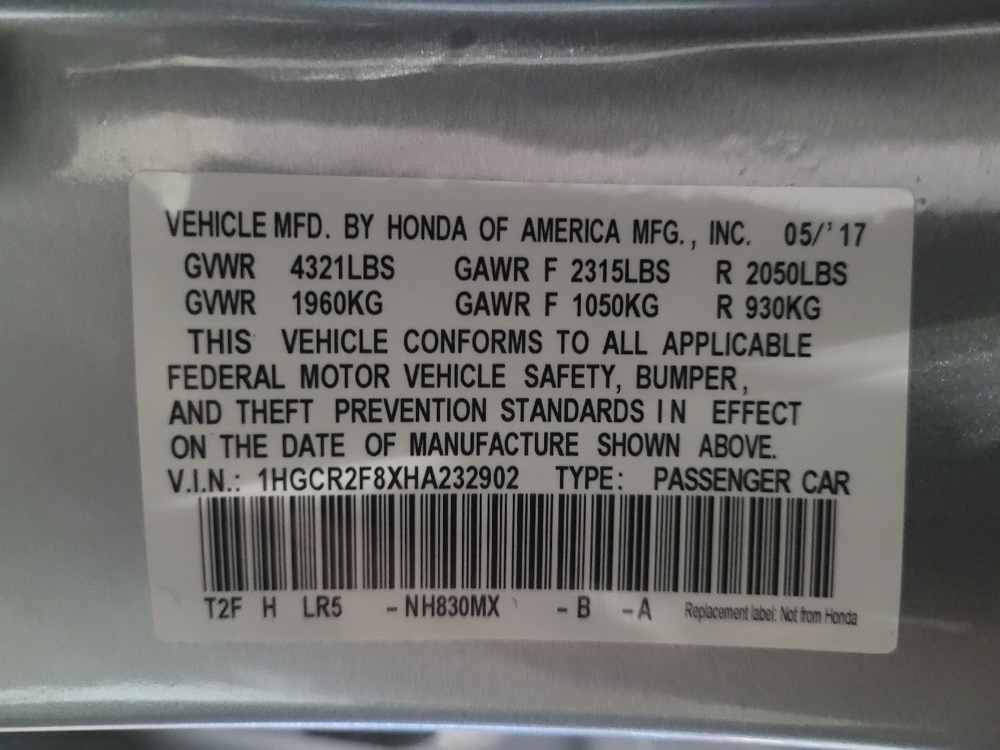 VEHICLE MFD. BY HONDA OF AMERICA MFG., INC. 05/'17
GVWR 4321LBS GAWR F 2315LBS R 2050LBS
GVWR 1960KG GAWR F 1050KG R 930KG
THIS VEHICLE CONFORMS TO ALL APPLICABLE
FEDERAL MOTOR VEHICLE SAFETY, BUMPER,
AND THEFT PREVENTION STANDARDS IN EFFECT
ON THE DATE OF MANUFACTURE SHOWN ABOVE.
V.I.N.: 1HGCR2F8XHA232902 TYPE: PASSENGER CAR
T2F H LR5 -NH830MX -B -A Replacement label: Not from Honda